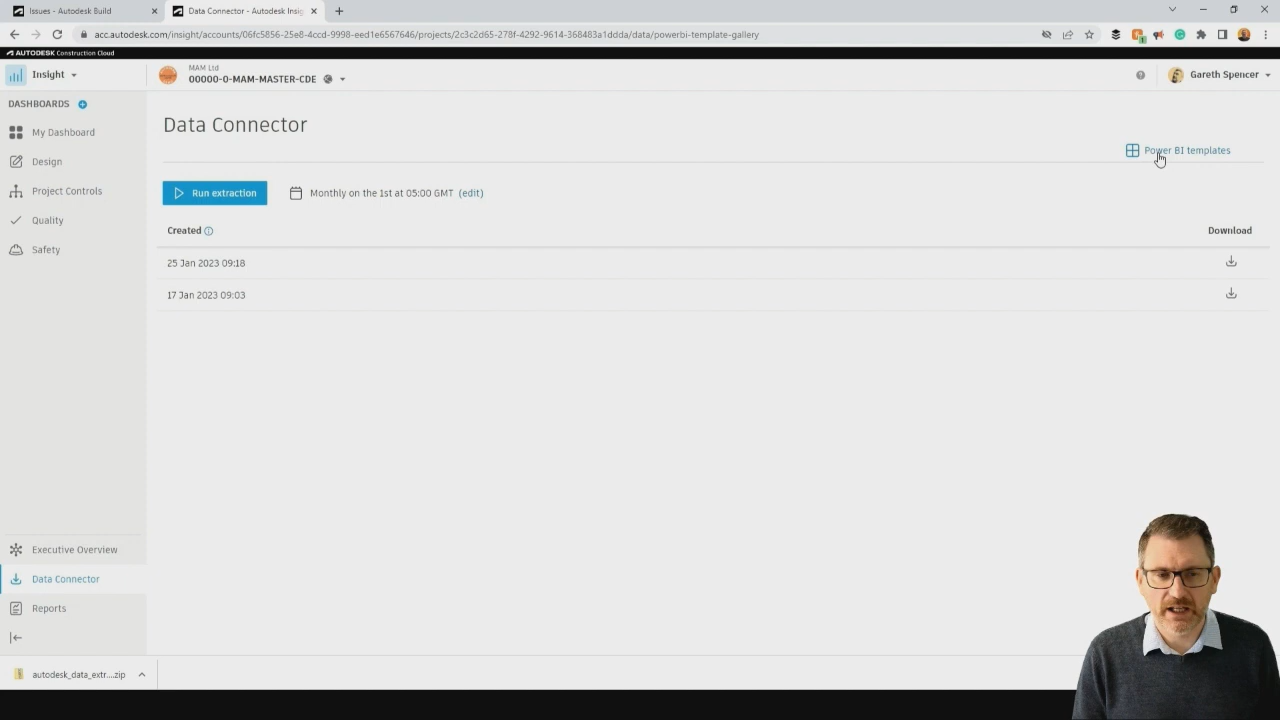 Issues - Autodesk Build
Data Connector - Autodesk Insig
acc.autodesk.com/insight/accounts/06fc5856-25e8-4ccd-9998-eed1e6567646/projects/2c3c2d65-278f-4292-9614-368483a1ddda/data/powerbi-template-gallery
AUTODESK Construction Cloud
Insight
MAM Ltd
00000-0-MAM-MASTER-CDE
Gareth Spencer
DASHBOARDS
My Dashboard
Design
Project Controls
Quality
Safety
Executive Overview
Data Connector
Reports
Data Connector
Power BI templates
Run extraction
Monthly on the 1st at 05:00 GMT (edit)
Created
Download
25 Jan 2023 09:18
17 Jan 2023 09:03
autodesk_data_extr....zip